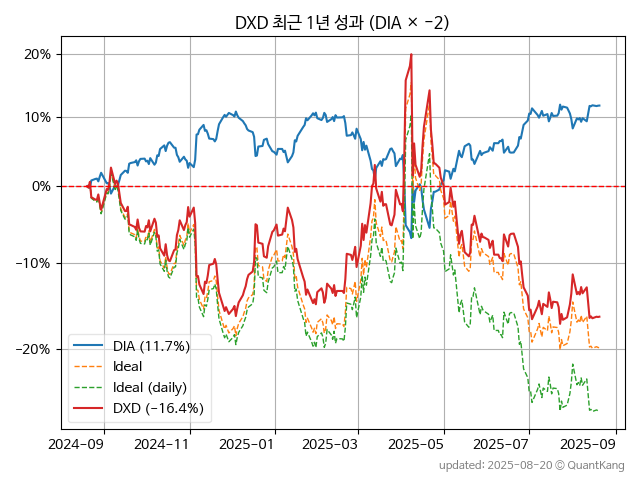 DXD 최근 1년 성과 (DIA × −2)
20%
10%
0%
−10%
−20%
DIA (11.7%)
Ideal
Ideal (daily)
DXD (−16.4%)
2024−09 2024−11 2025−01 2025−03 2025−05 2025−07 2025−09
updated: 2025-08-20 © QuantKang